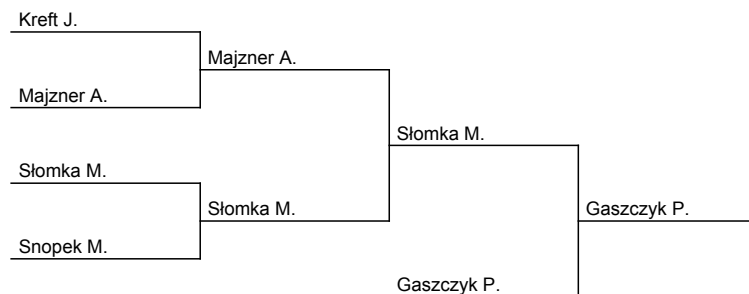 Kreft J.
Majzner A.
Majzner A.
Słomka M.
Słomka M.
Słomka M.
Gaszczyk P.
Snopek M.
Gaszczyk P.